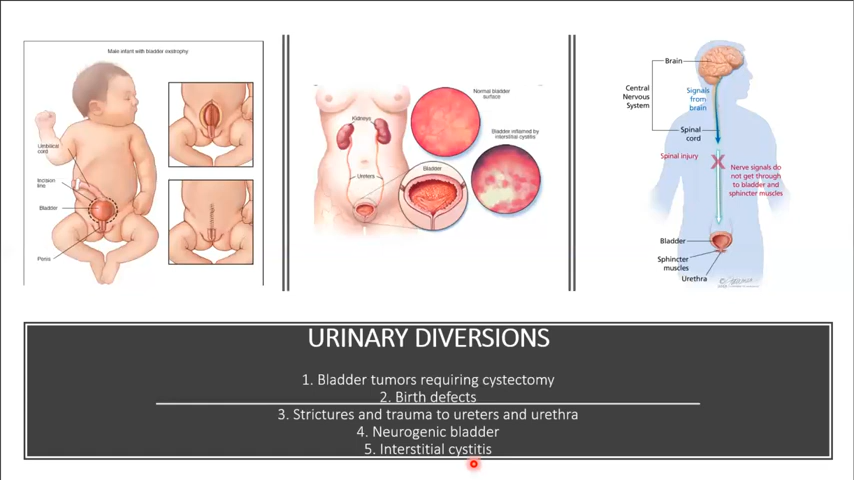 Male infant with bladder exstrophy
Umbilical
cord
Incision
line
Bladder
Penis
Normal bladder
surface
Kidneys
Bladder inflamed by
interstitial cystitis
Ureters
Bladder
Brain
Central
Nervous
System
Signals
from
brain
Spinal
cord
Spinal injury
Nerve signals do
not get through
to bladder and
sphincter muscles
Bladder
Sphincter
muscles
Urethra
URINARY DIVERSIONS
1. Bladder tumors requiring cystectomy
2. Birth defects
3. Strictures and trauma to ureters and urethra
4. Neurogenic bladder
5. Interstitial cystitis